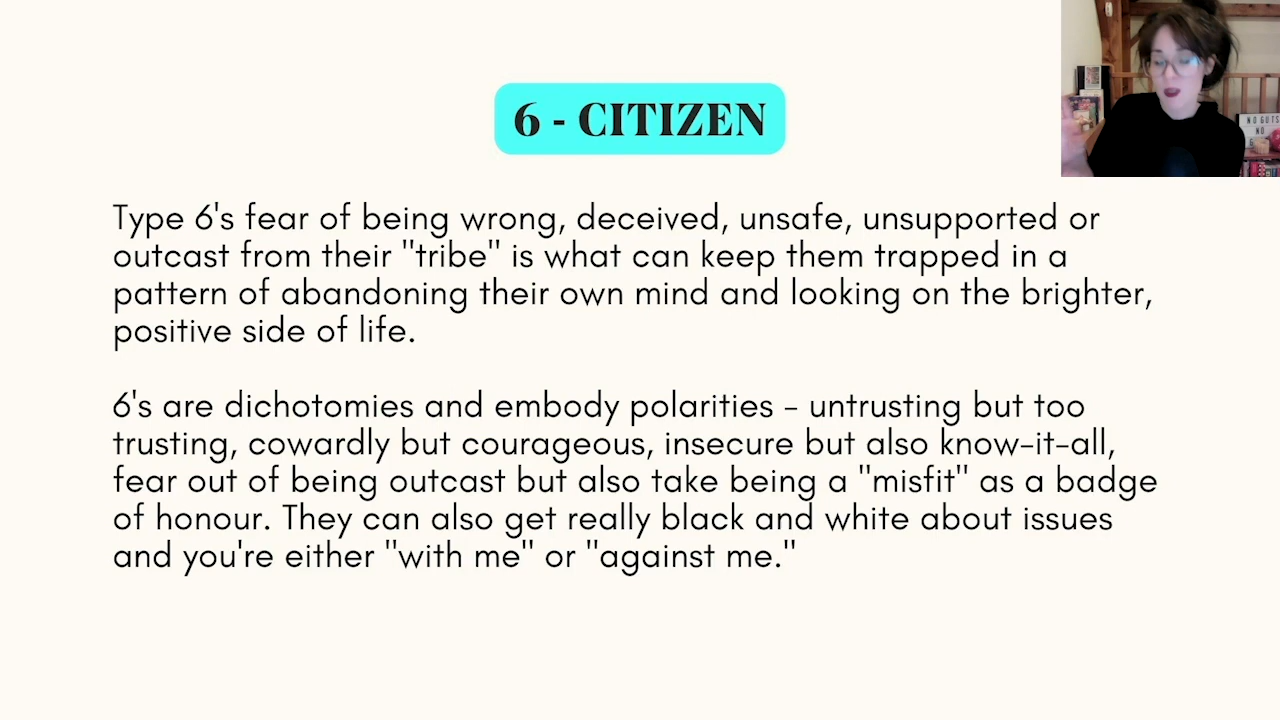 6 - CITIZEN
Type 6's fear of being wrong, deceived, unsafe, unsupported or
outcast from their "tribe" is what can keep them trapped in a
pattern of abandoning their own mind and looking on the brighter,
positive side of life.
6's are dichotomies and embody polarities - untrusting but too
trusting, cowardly but courageous, insecure but also know-it-all,
fear out of being outcast but also take being a "misfit" as a badge
of honour. They can also get really black and white about issues
and you're either "with me" or "against me."
NO GUTS
NO